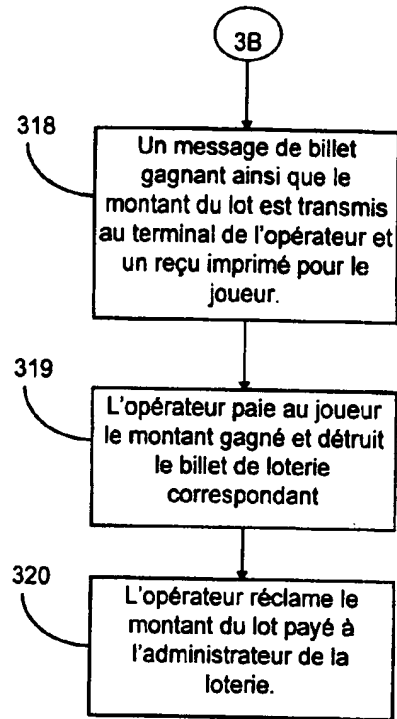 3B
318
Un message de billet
gagnant ainsi que le
montant du lot est transmis
au terminal de l'opérateur et
un reçu imprimé pour le
joueur.
319
L'opérateur paie au joueur
le montant gagné et détruit
le billet de loterie
correspondant
320
L'opérateur réclame le
montant du lot payé à
l'administrateur de la
loterie.